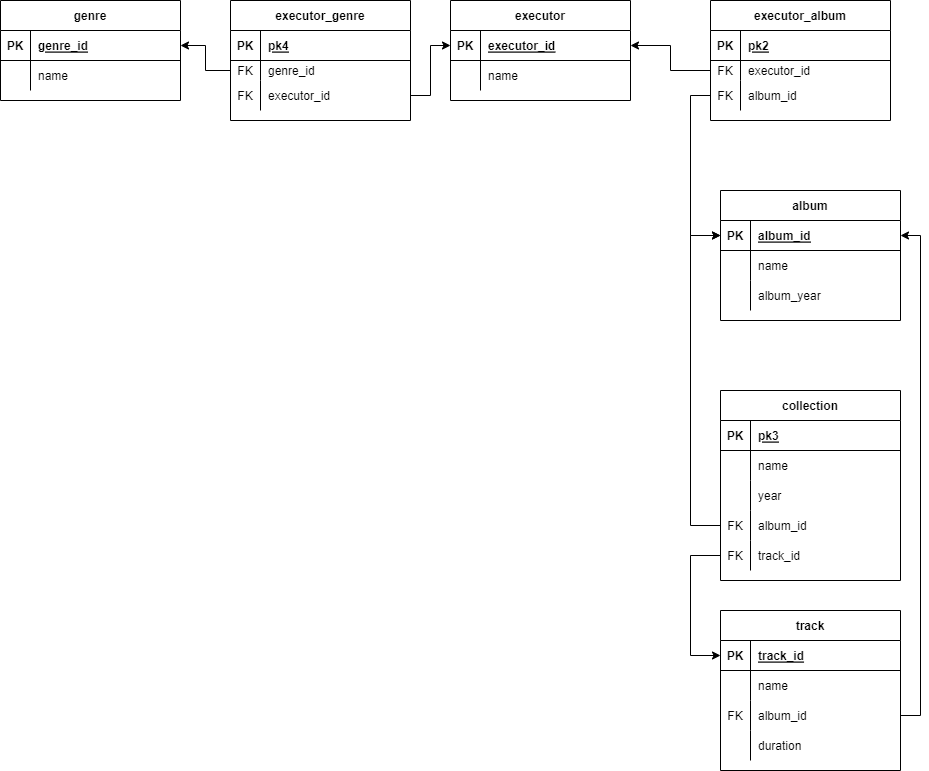 genre
PK genre_id
name
executor_genre
PK pk4
FK genre_id
FK executor_id
executor
PK executor_id
name
executor_album
PK pk2
FK executor_id
FK album_id
album
PK album_id
name
album_year
collection
PK pk3
name
year
FK album_id
FK track_id
track
PK track_id
name
FK album_id
duration